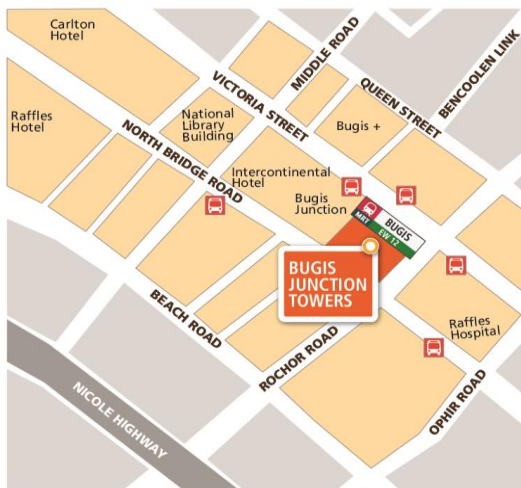 Carlton
Hotel
MIDDLE ROAD
BENCOOLEN LINK
QUEEN STREET
VICTORIA STREET
Raffles
Hotel
National
Library
Building
Bugis +
NORTH BRIDGE ROAD
Intercontinental
Hotel
Bugis
Junction
MRT
BUGIS
EW 12
BUGIS
JUNCTION
TOWERS
BEACH ROAD
ROCHOR ROAD
Raffles
Hospital
OPHIR ROAD
NICOLE HIGHWAY